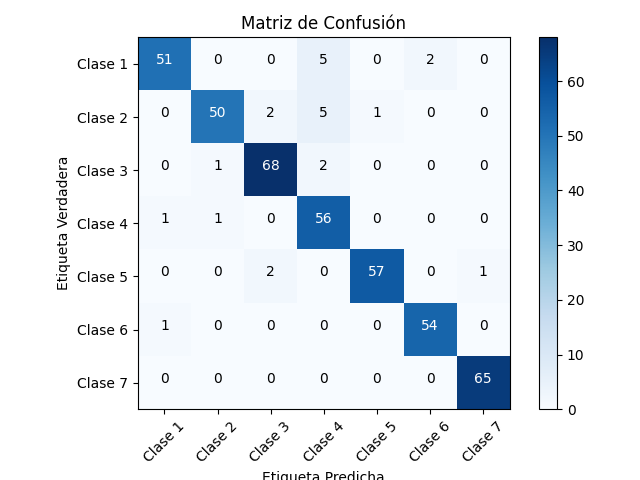 Matriz de Confusión
Etiqueta Verdadera
Clase 1 51 0 0 5 0 2 0
Clase 2 0 50 2 5 1 0 0
Clase 3 0 1 68 2 0 0 0
Clase 4 1 1 0 56 0 0 0
Clase 5 0 0 2 0 57 0 1
Clase 6 1 0 0 0 0 54 0
Clase 7 0 0 0 0 0 0 65
Clase 1 Clase 2 Clase 3 Clase 4 Clase 5 Clase 6 Clase 7
Etiqueta Predicha
60
50
40
30
20
10
0